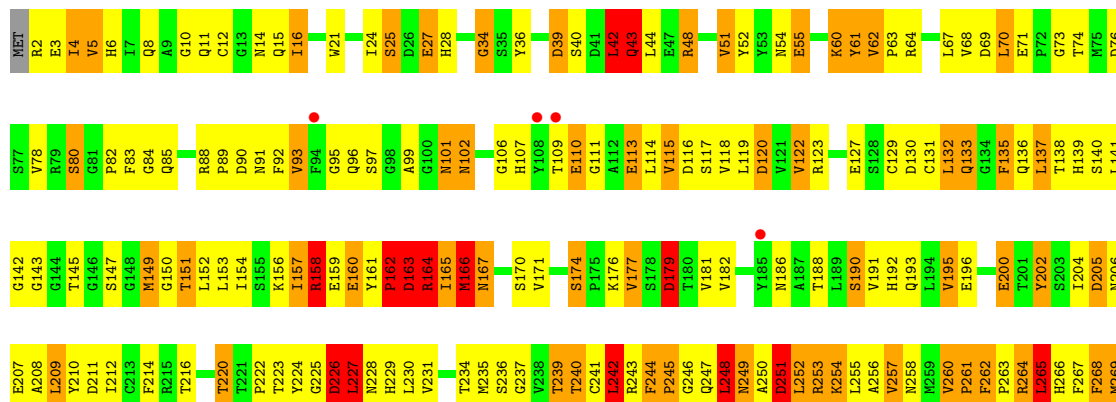 MET R2 E3 I4 V5 H6 I7 Q8 A9 G10 Q11 C12 G13 N14 Q15 I16 W21 I24 S25 D26 E27 H28 G34 S35 Y36 D39 S40 D41 L42 Q43 L44 E47 R48 V51 Y52 Y53 N54 E55 K60 Y61 V62 P63 R64 L67 V68 D69 L70 E71 P72 G73 T74 M75 D76
S77 V78 R79 S80 G81 P82 F83 G84 Q85 R88 P89 D90 N91 F92 V93 F94 G95 Q96 S97 G98 A99 G100 N101 N102 G106 H107 Y108 T109 E110 G111 A112 E113 L114 V115 D116 S117 V118 L119 D120 V121 V122 R123 E127 S128 C129 D130 C131 L132 Q133 G134 F135 Q136 L137 T138 H139 S140 L141
G142 G143 G144 T145 G146 S147 G148 M149 G150 T151 L152 L153 I154 S155 K156 I157 R158 E159 E160 Y161 P162 D163 R164 I165 M166 N167 S170 V171 S174 P175 K176 V177 S178 D179 T180 V181 V182 Y185 N186 A187 T188 L189 S190 V191 H192 Q193 L194 V195 E196 E200 T201 Y202 S203 I204 D205 N206
E207 A208 L209 Y210 D211 I212 C213 F214 R215 T216 T220 T221 P222 T223 Y224 G225 D226 L227 N228 H229 L230 V231 T234 M235 S236 G237 V238 T239 T240 C241 L242 R243 F244 P245 G246 Q247 L248 N249 A250 D251 L252 R253 K254 L255 A256 V257 N258 M259 V260 P261 F262 P263 R264 L265 H266 F267 F268 M269